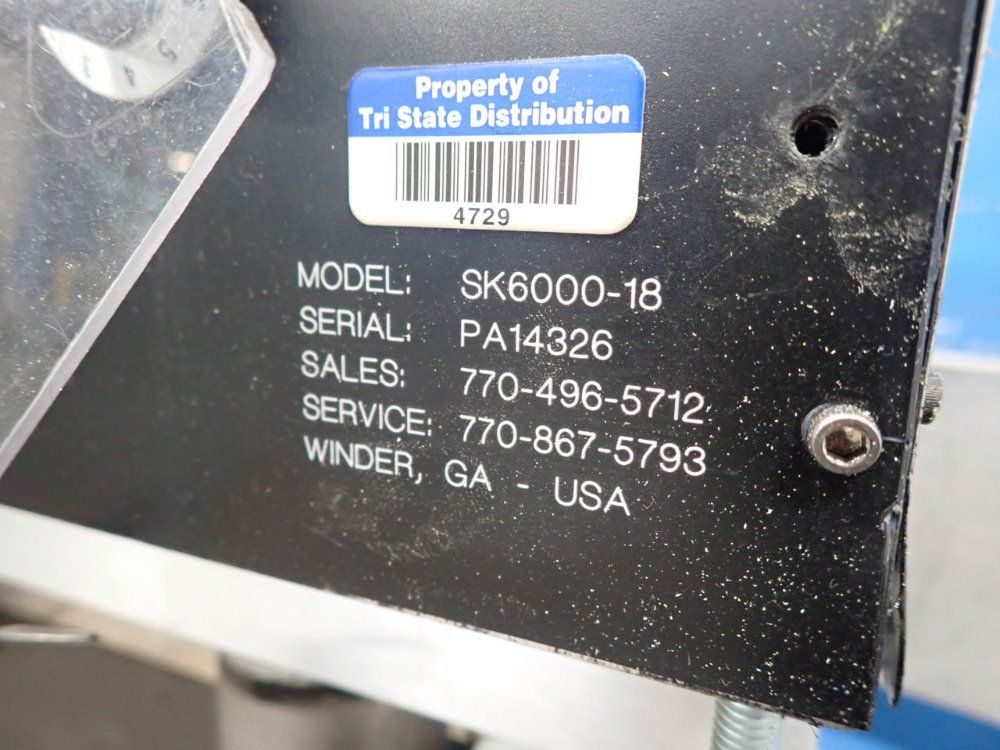 Property of
Tri State Distribution
4729
MODEL: SK6000-18
SERIAL: PA14326
SALES: 770-496-5712
SERVICE: 770-867-5793
WINDER, GA - USA